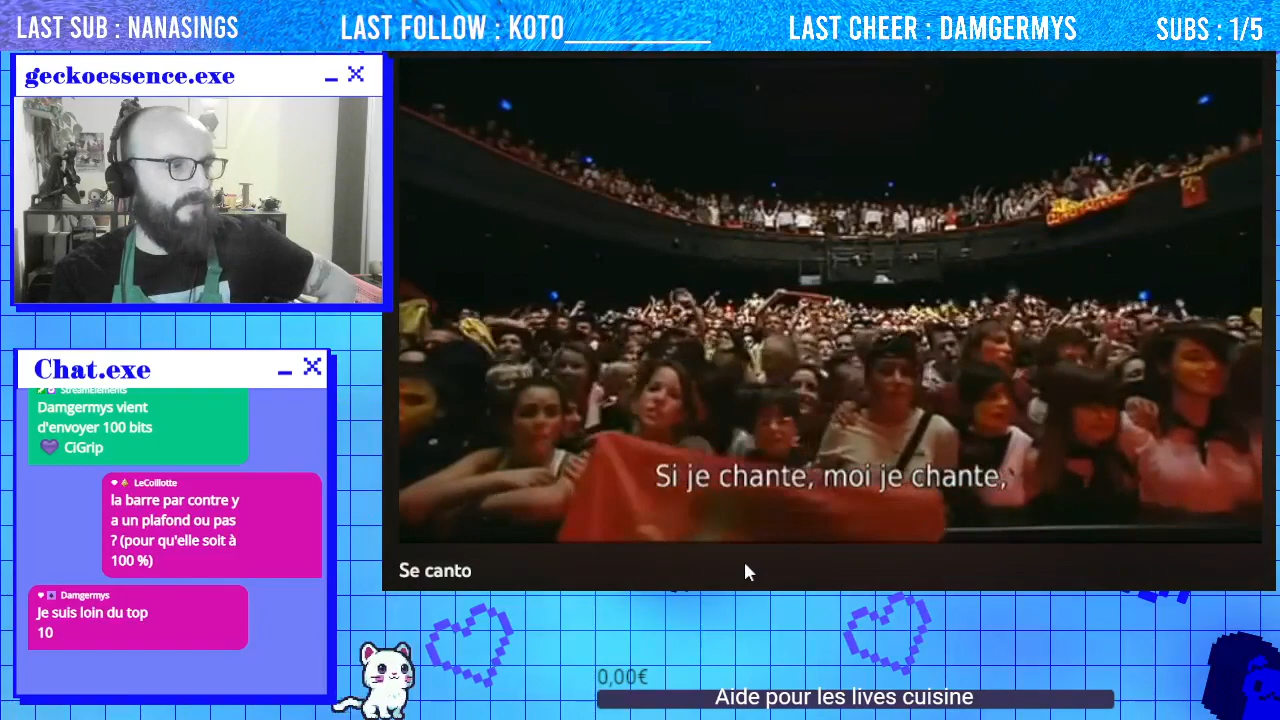 LAST SUB : NANASINGS
LAST FOLLOW : KOTO_____________
LAST CHEER : DAMGERMYS
SUBS : 1/5
geckoessence.exe
Si je chante, moi je chante,
Se canto
Chat.exe
StreamElements
Damgermys vient
d'envoyer 100 bits
CIGrip
LeCoillotte
la barre par contre y
a un plafond ou pas
? (pour qu'elle soit à
100 %)
Damgermys
Je suis loin du top
10
0,00€
Aide pour les lives cuisine